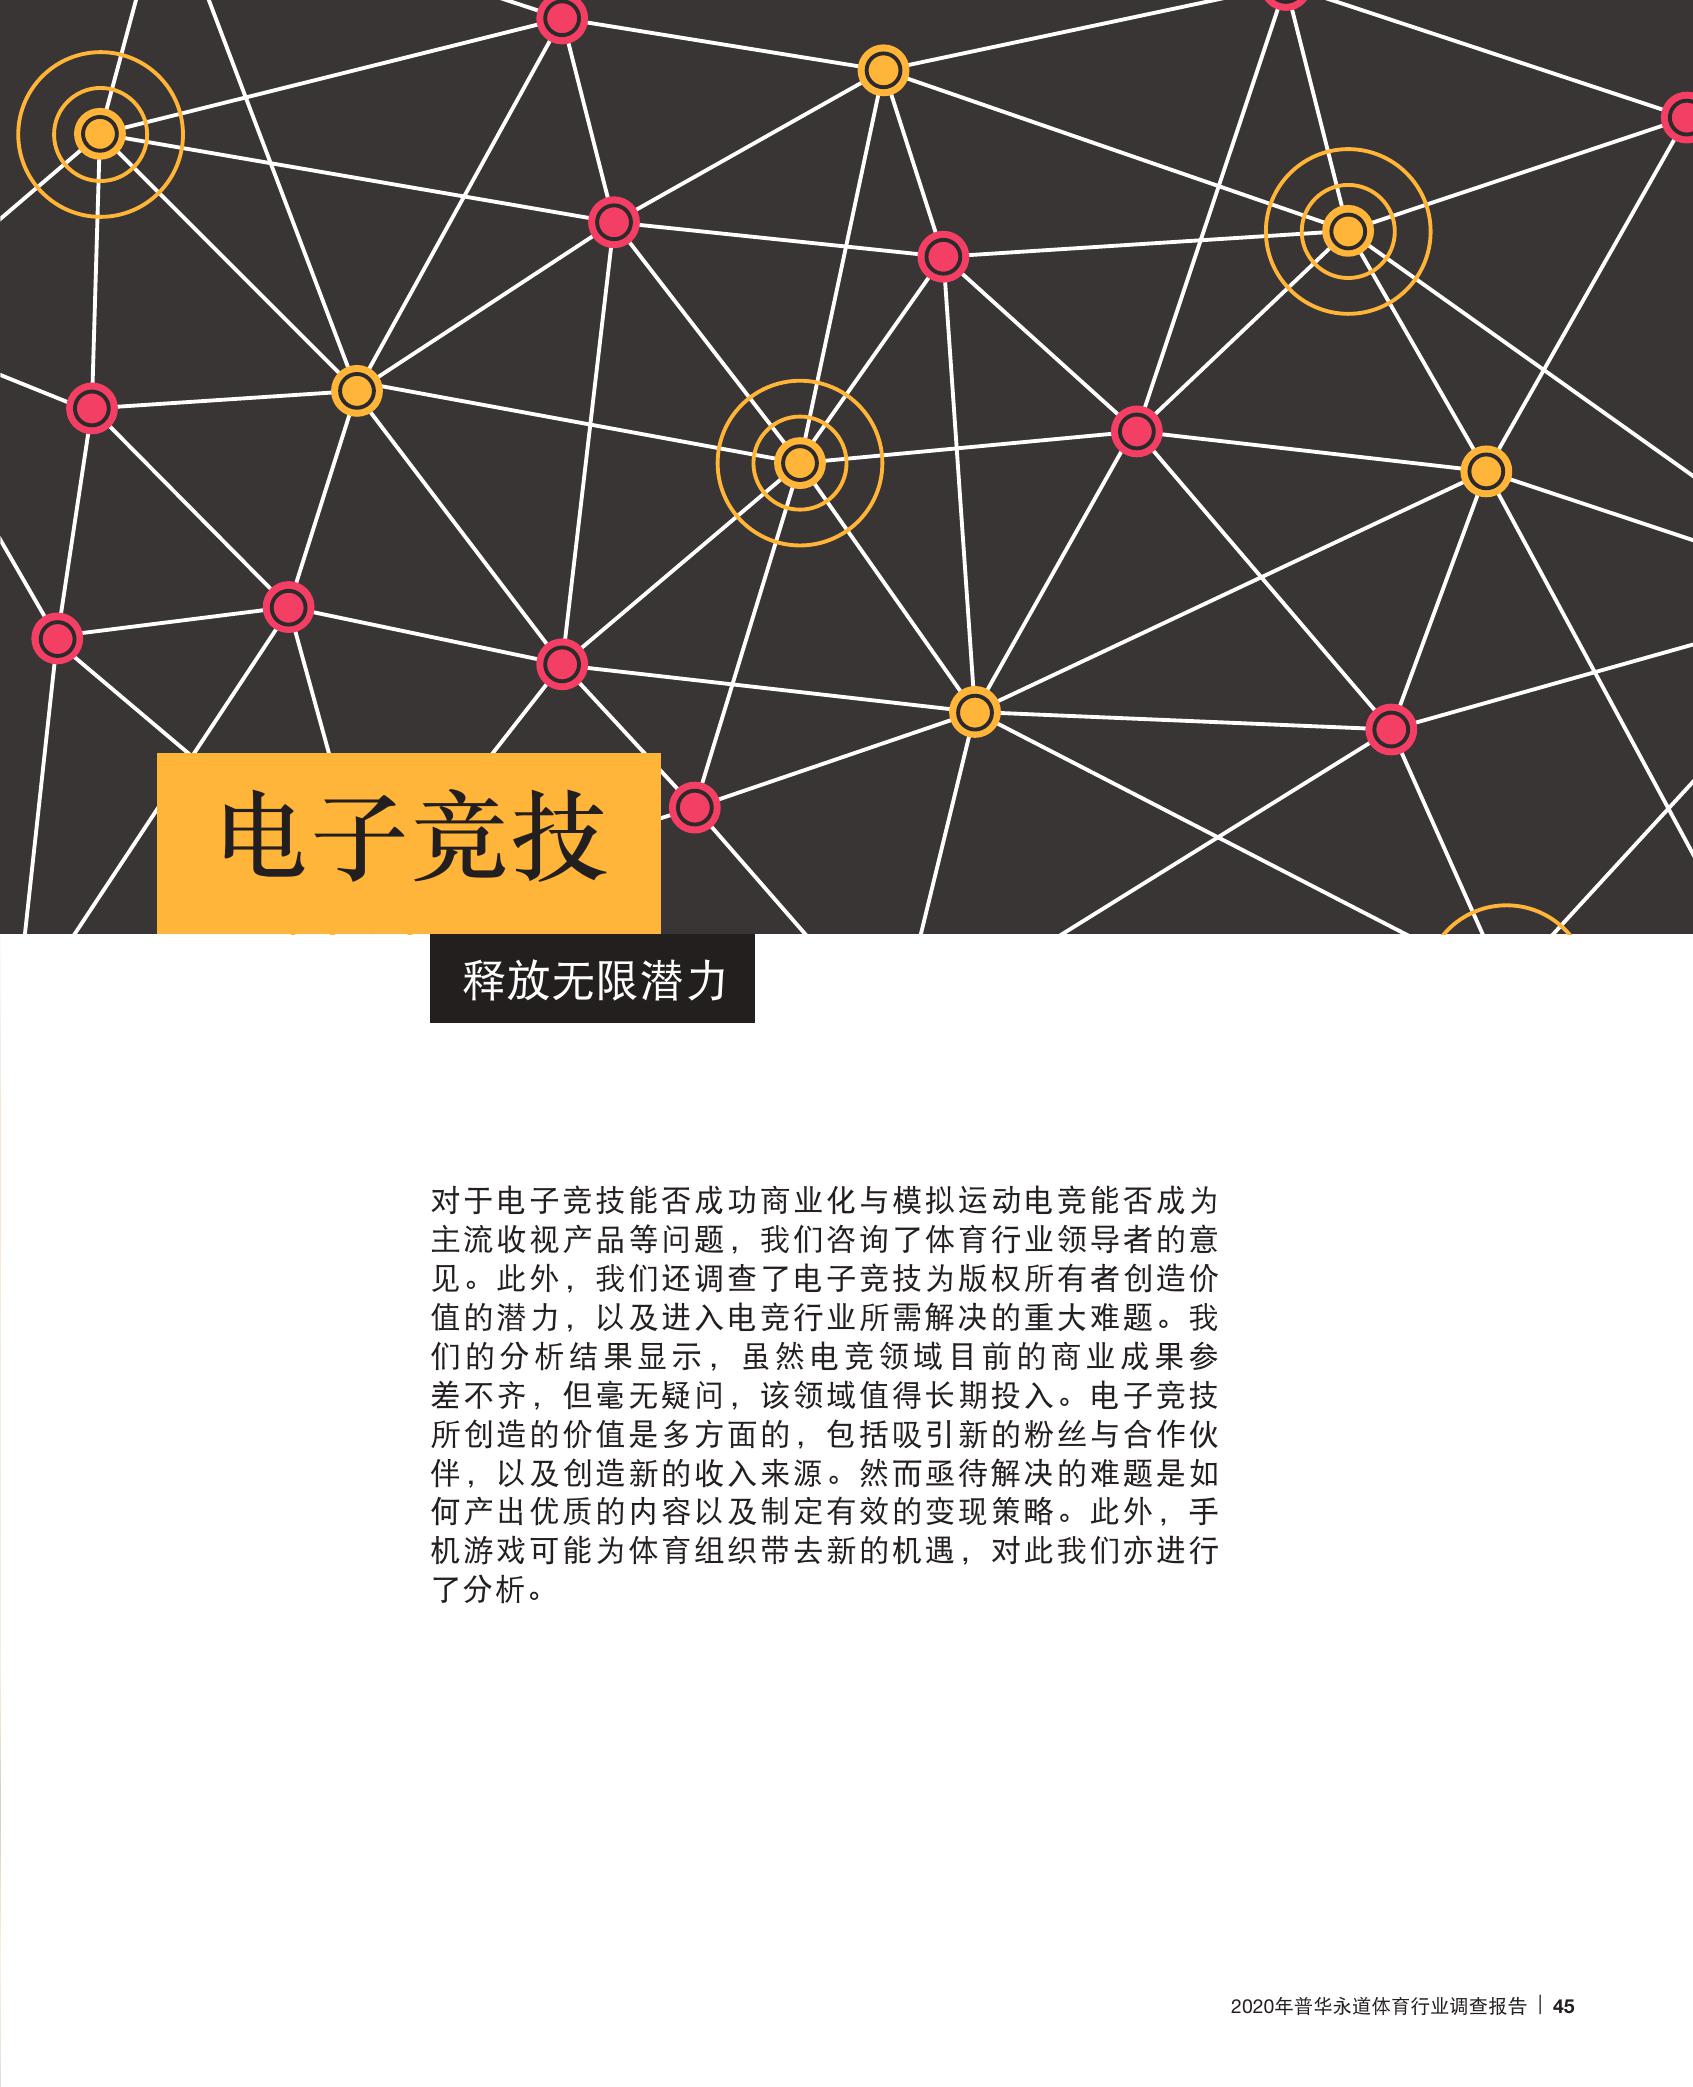 电子竞技
释放无限潜力
对于电子竞技能否成功商业化与模拟运动电竞能否成为
主流收视产品等问题，我们咨询了体育行业领导者的意
见。此外，我们还调查了电子竞技为版权所有者创造价
值的潜力，以及进入电竞行业所需解决的重大难题。我
们的分析结果显示，虽然电竞领域目前的商业成果参
差不齐，但毫无疑问，该领域值得长期投入。电子竞技
所创造的价值是多方面的，包括吸引新的粉丝与合作伙
伴，以及创造新的收入来源。然而亟待解决的难题是如
何产出优质的内容以及制定有效的变现策略。此外，手
机游戏可能为体育组织带去新的机遇，对此我们亦进行
了分析。
2020年普华永道体育行业调查报告 | 45